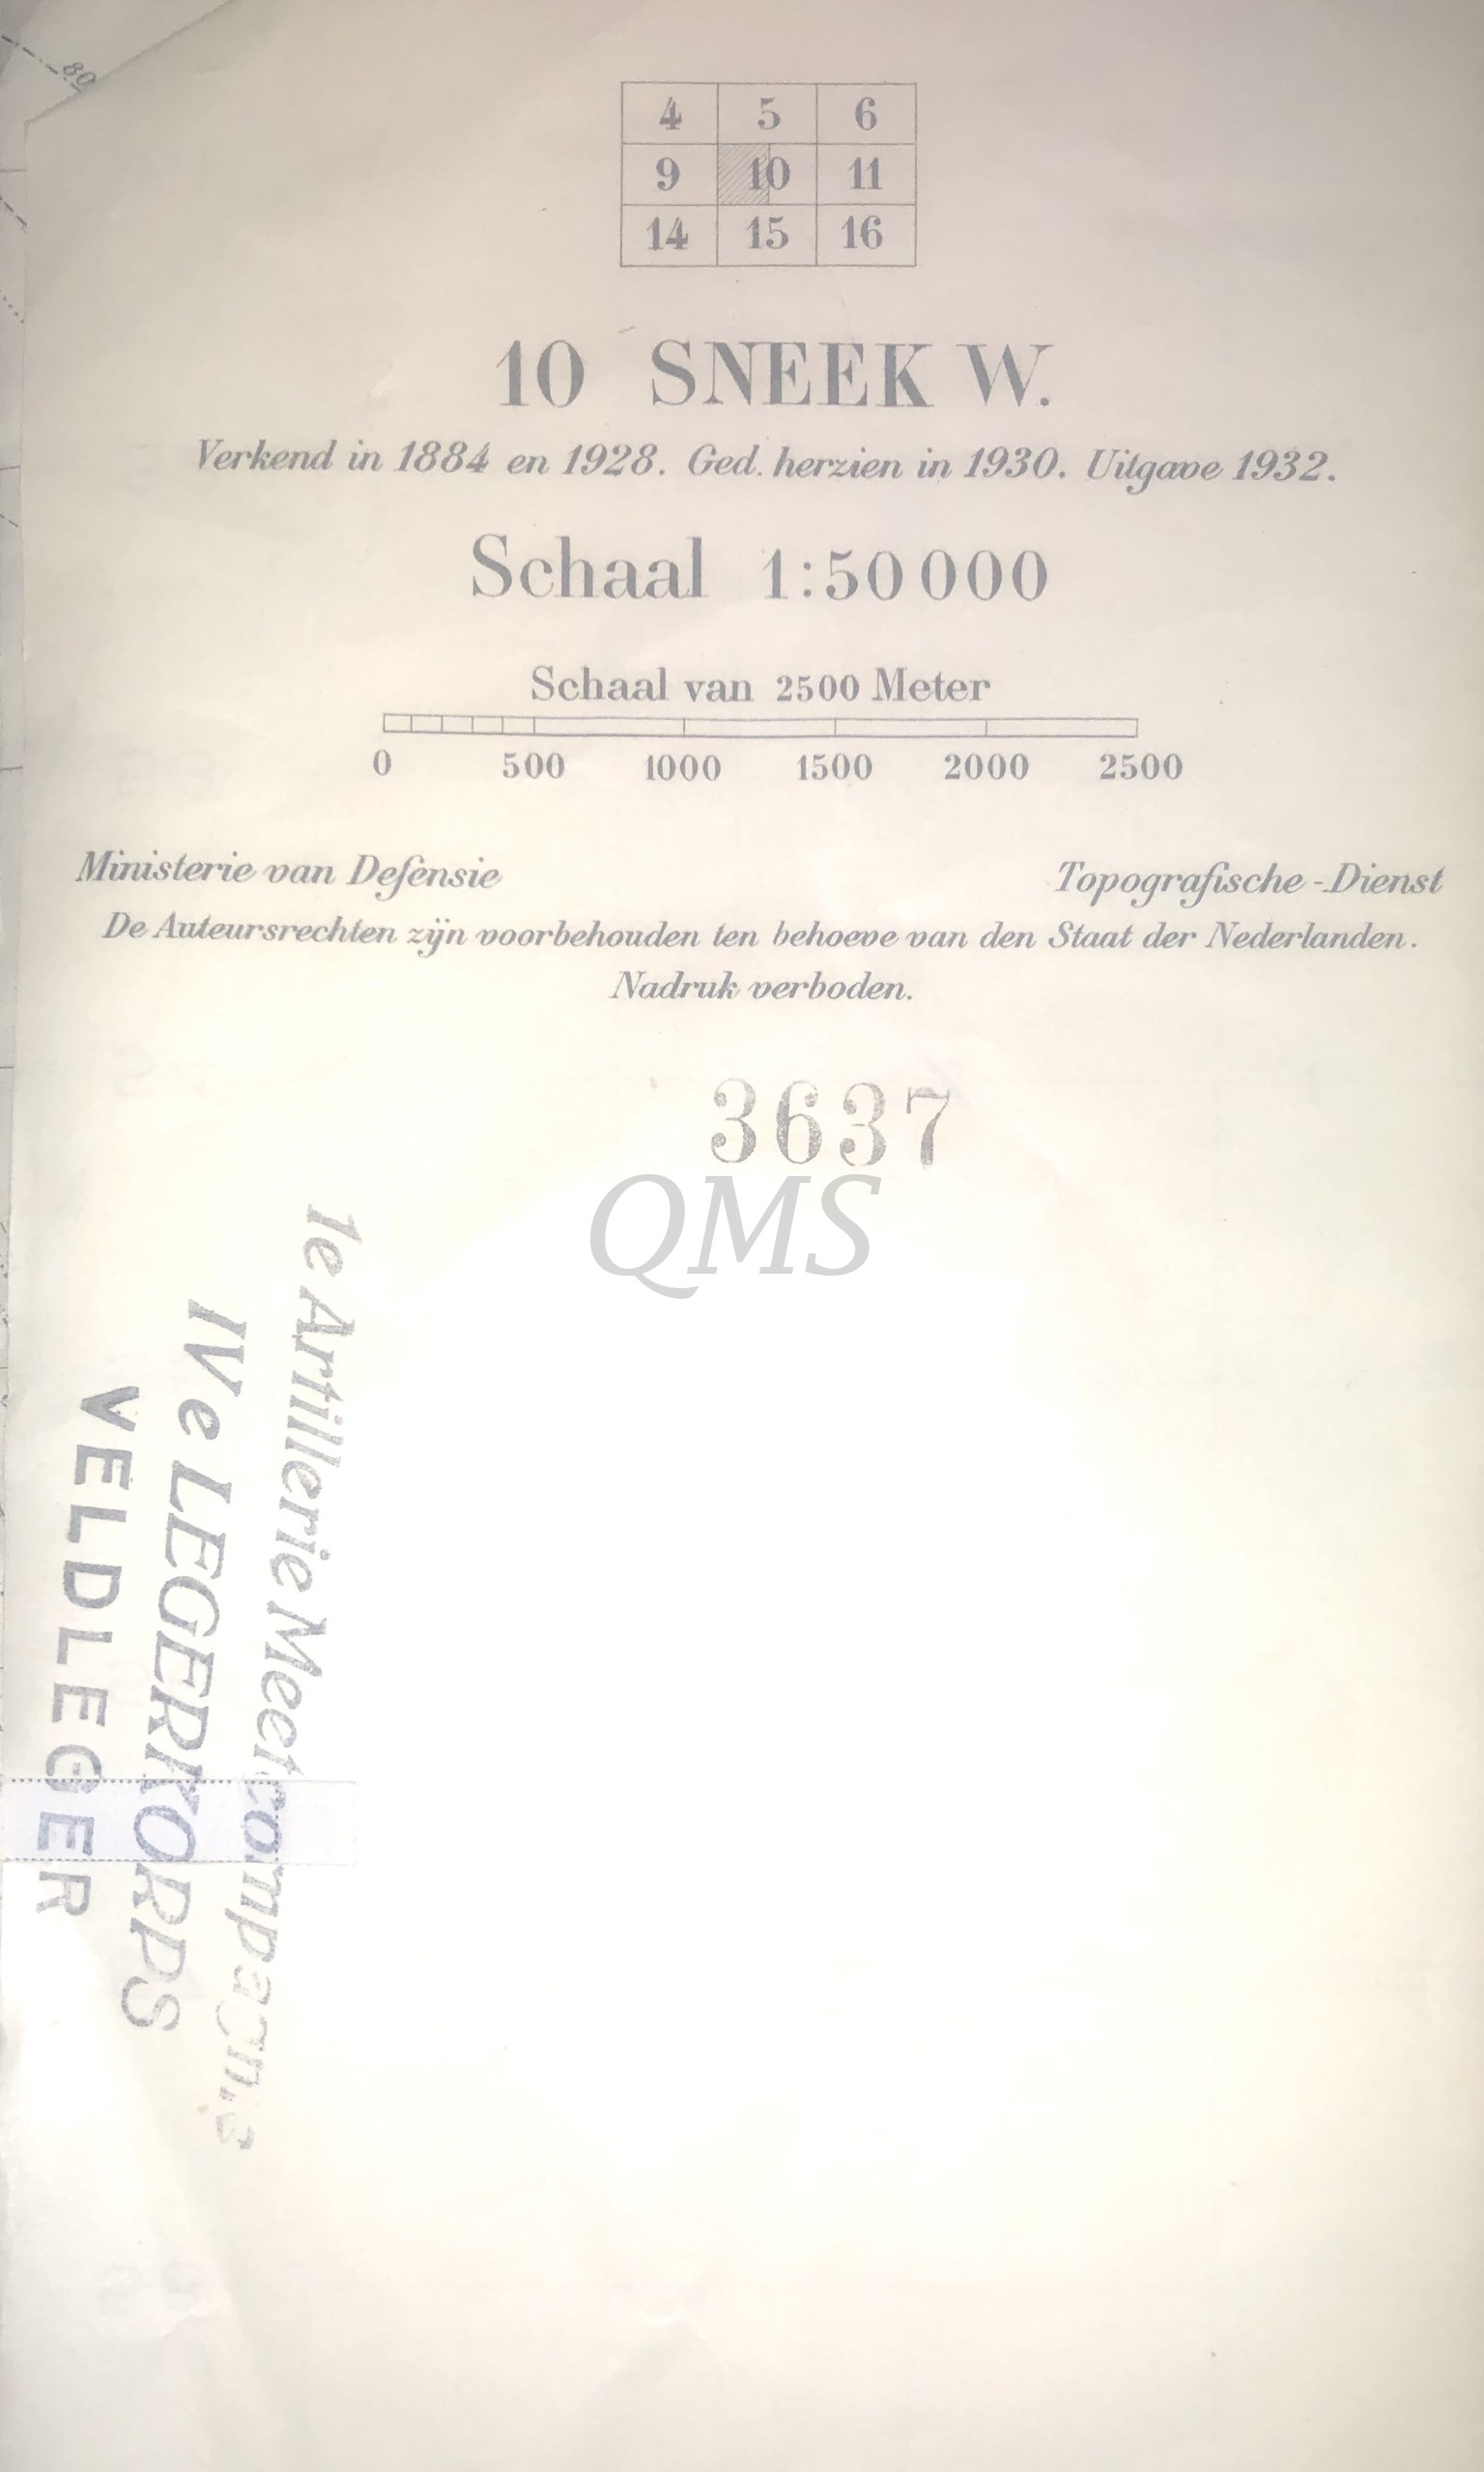 80
4 5 6
9 10 11
14 15 16
10 SNEEK W.
Verkend in 1884 en 1928. Ged. herzien in 1930. Uitgave 1932.
Schaal 1:50 000
Schaal van 2500 Meter
0 500 1000 1500 2000 2500
Ministerie van Defensie
Topografische-Dienst
De Auteursrechten zijn voorbehouden ten behoeve van den Staat der Nederlanden.
Nadruk verboden.
3637
QMS
1e Artillerie Meetcompagnie
IVe LEGERKORPS
VELDLEGER